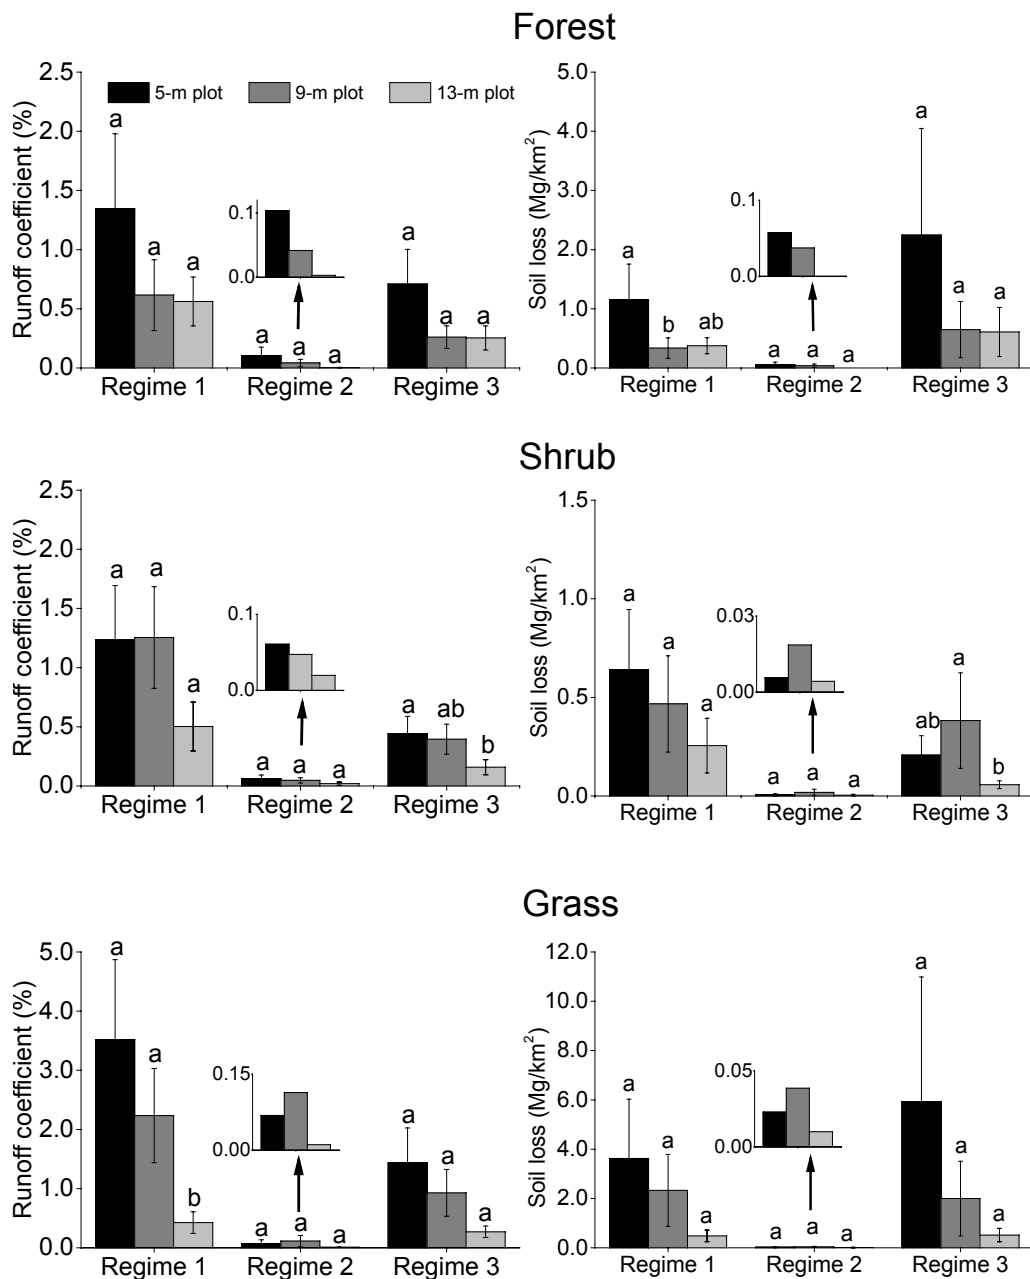 Forest
Runoff coefficient (%)
2.5
2.0
1.5
1.0
0.5
0.0
5-m plot 9-m plot 13-m plot
a
a
a
0.1
0.0
a
a
a
a
a
a
Regime 1 Regime 2 Regime 3
Soil loss (Mg/km²)
5.0
4.0
3.0
2.0
1.0
0.0
a
b
ab
0.1
0.0
a
a
a
a
a
a
Regime 1 Regime 2 Regime 3
Shrub
Runoff coefficient (%)
2.5
2.0
1.5
1.0
0.5
0.0
a
a
a
0.1
0.0
a
a
a
a
ab
b
Regime 1 Regime 2 Regime 3
Soil loss (Mg/km²)
1.5
1.0
0.5
0.0
a
a
a
0.03
0.00
a
a
a
ab
a
b
Regime 1 Regime 2 Regime 3
Grass
Runoff coefficient (%)
5.0
4.0
3.0
2.0
1.0
0.0
a
a
b
0.15
0.00
a
a
a
a
a
a
Regime 1 Regime 2 Regime 3
Soil loss (Mg/km²)
12.0
10.0
8.0
6.0
4.0
2.0
0.0
a
a
a
0.05
0.00
a
a
a
a
a
a
Regime 1 Regime 2 Regime 3